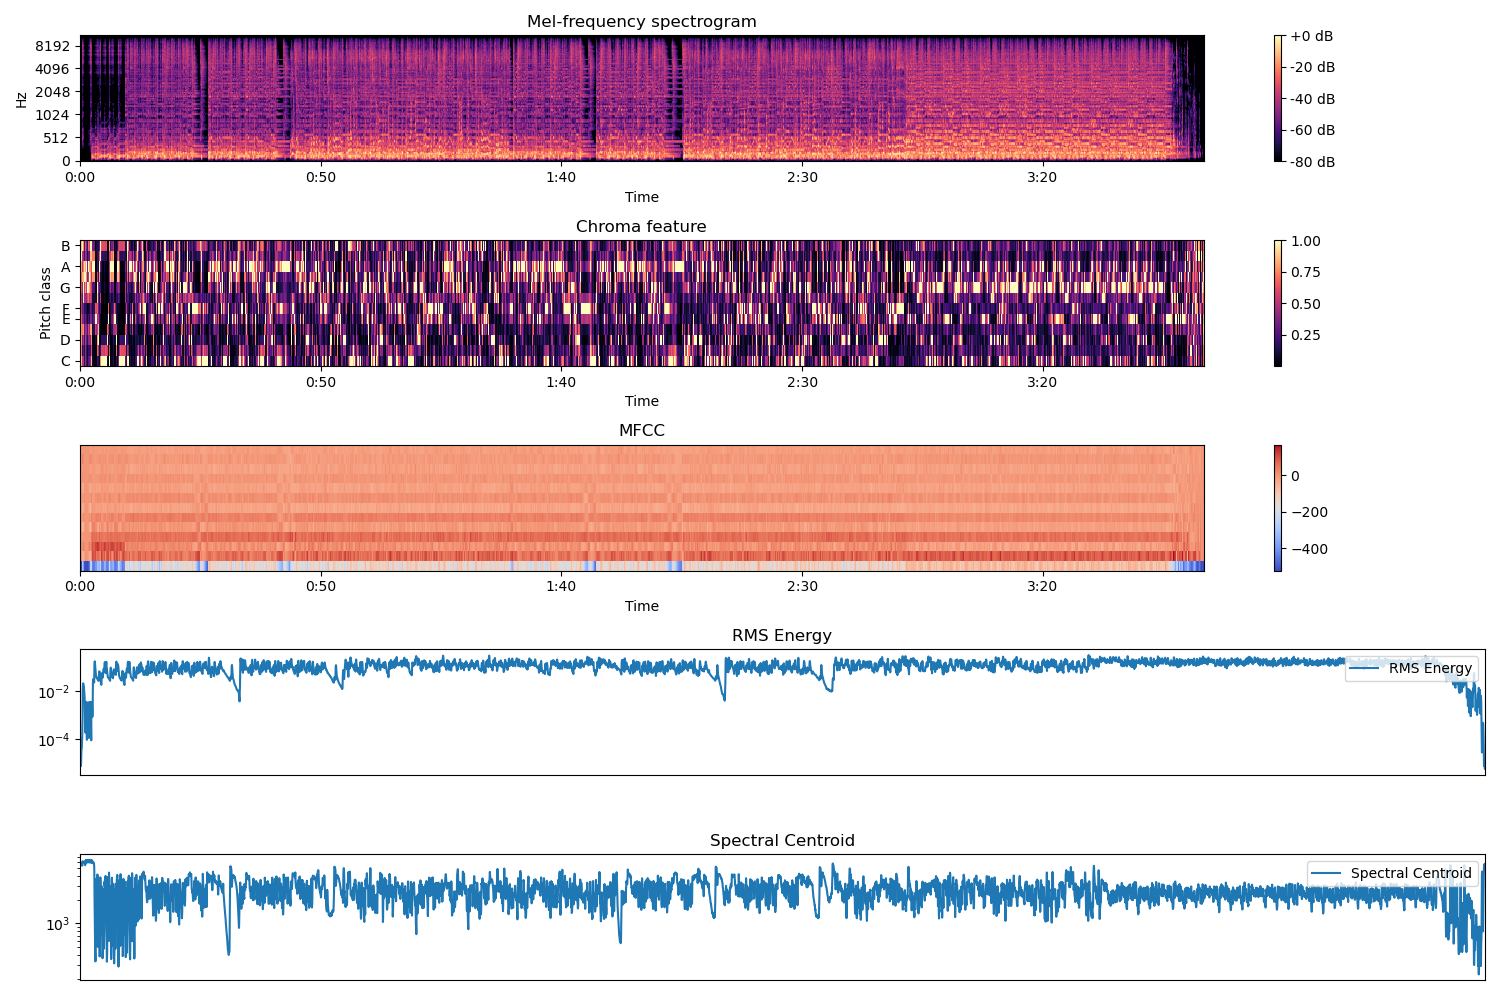 Mel-frequency spectrogram
8192
4096
2048
1024
512
0
Hz
0:00 0:50 1:40 2:30 3:20
Time
+0 dB
-20 dB
-40 dB
-60 dB
-80 dB
Chroma feature
B
A
G
E
E
D
C
Pitch class
0:00 0:50 1:40 2:30 3:20
Time
1.00
0.75
0.50
0.25
MFCC
0:00 0:50 1:40 2:30 3:20
Time
0
−200
−400
RMS Energy
RMS Energy
10⁻²
10⁻⁴
Spectral Centroid
Spectral Centroid
10³